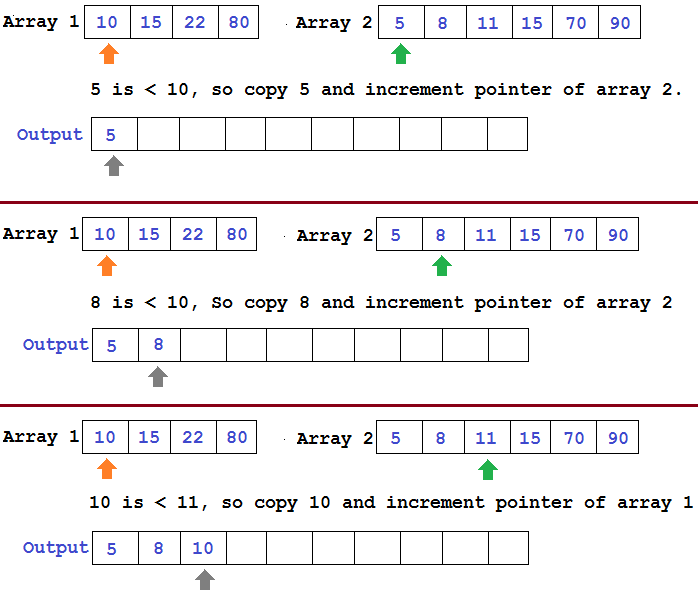 Array 1 10 15 22 80 Array 2 5 8 11 15 70 90
5 is < 10, so copy 5 and increment pointer of array 2.
Output 5
Array 1 10 15 22 80 Array 2 5 8 11 15 70 90
8 is < 10, So copy 8 and increment pointer of array 2
Output 5 8
Array 1 10 15 22 80 Array 2 5 8 11 15 70 90
10 is < 11, so copy 10 and increment pointer of array 1
Output 5 8 10